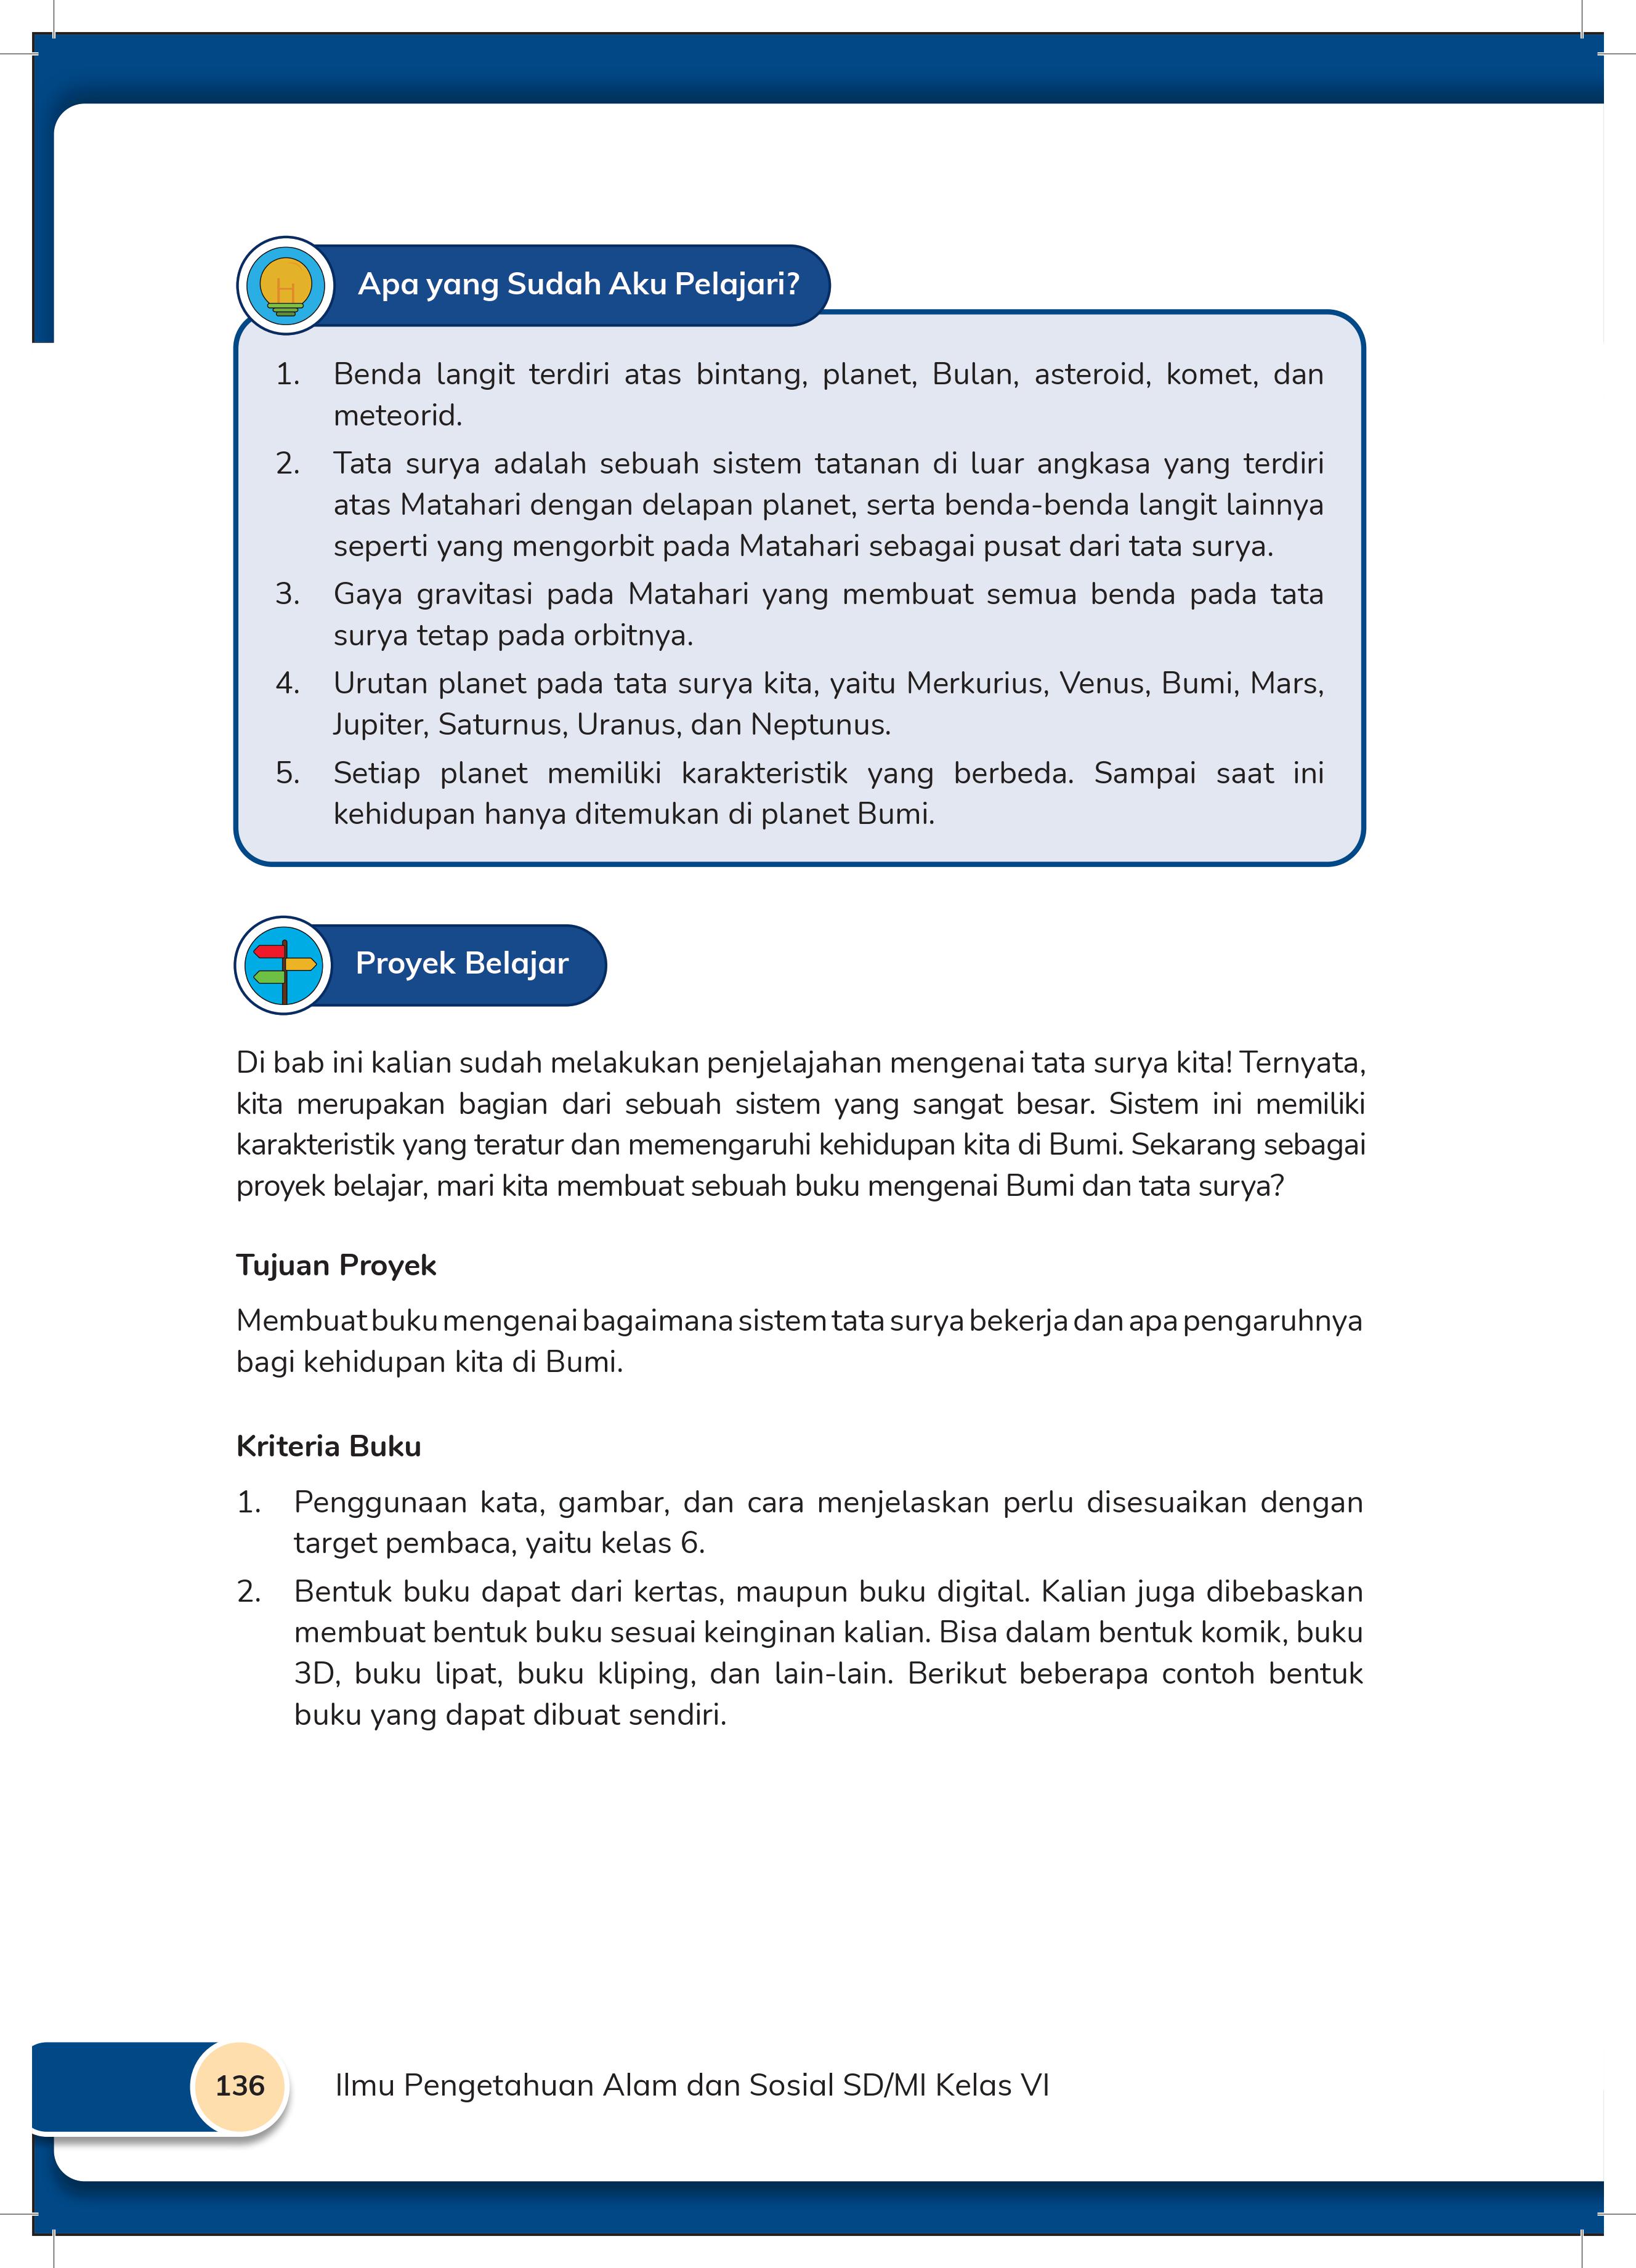 Apa yang Sudah Aku Pelajari?
1. Benda langit terdiri atas bintang, planet, Bulan, asteroid, komet, dan
meteorid.
2. Tata surya adalah sebuah sistem tatanan di luar angkasa yang terdiri
atas Matahari dengan delapan planet, serta benda-benda langit lainnya
seperti yang mengorbit pada Matahari sebagai pusat dari tata surya.
3. Gaya gravitasi pada Matahari yang membuat semua benda pada tata
surya tetap pada orbitnya.
4. Urutan planet pada tata surya kita, yaitu Merkurius, Venus, Bumi, Mars,
Jupiter, Saturnus, Uranus, dan Neptunus.
5. Setiap planet memiliki karakteristik yang berbeda. Sampai saat ini
kehidupan hanya ditemukan di planet Bumi.
Proyek Belajar
Di bab ini kalian sudah melakukan penjelajahan mengenai tata surya kita! Ternyata,
kita merupakan bagian dari sebuah sistem yang sangat besar. Sistem ini memiliki
karakteristik yang teratur dan memengaruhi kehidupan kita di Bumi. Sekarang sebagai
proyek belajar, mari kita membuat sebuah buku mengenai Bumi dan tata surya?
Tujuan Proyek
Membuat buku mengenai bagaimana sistem tata surya bekerja dan apa pengaruhnya
bagi kehidupan kita di Bumi.
Kriteria Buku
1. Penggunaan kata, gambar, dan cara menjelaskan perlu disesuaikan dengan
target pembaca, yaitu kelas 6.
2. Bentuk buku dapat dari kertas, maupun buku digital. Kalian juga dibebaskan
membuat bentuk buku sesuai keinginan kalian. Bisa dalam bentuk komik, buku
3D, buku lipat, buku kliping, dan lain-lain. Berikut beberapa contoh bentuk
buku yang dapat dibuat sendiri.
136 Ilmu Pengetahuan Alam dan Sosial SD/MI Kelas VI